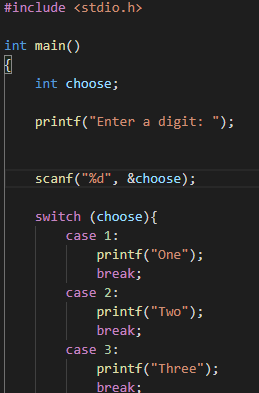 #include <stdio.h>
int main()
{
int choose;
printf("Enter a digit: ");
scanf("%d", &choose);
switch (choose){
case 1:
printf("One");
break;
case 2:
printf("Two");
break;
case 3:
printf("Three");
break;